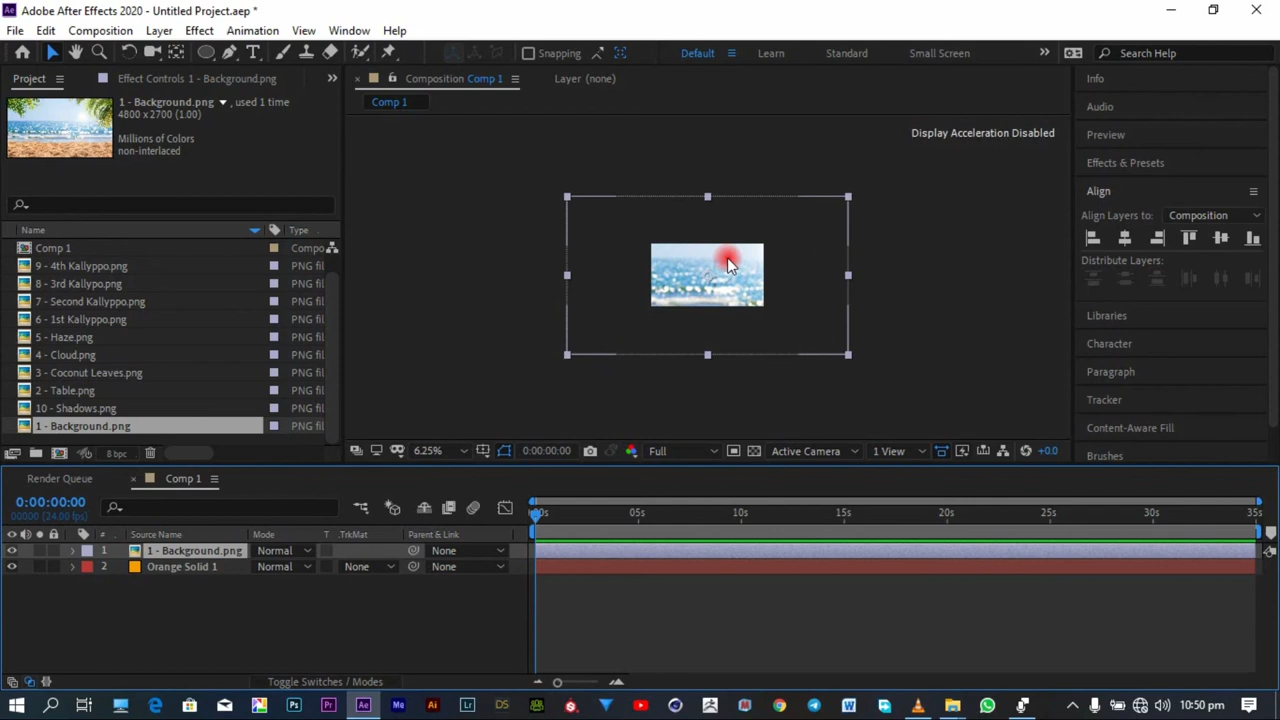 Adobe After Effects 2020 - Untitled Project.aep *
File Edit Composition Layer Effect Animation View Window Help
Snapping Default Learn Standard Small Screen Search Help
Project Effect Controls 1 - Background.png Composition Comp 1 Layer (none) Info
1 - Background.png , used 1 time Comp 1 Audio
4800 x 2700 (1.00)
Millions of Colors
non-interlaced
Display Acceleration Disabled Preview
Effects & Presets
Align
Align Layers to: Composition
Distribute Layers:
Libraries
Character
Paragraph
Tracker
Content-Aware Fill
Brushes
Name Type
Comp 1 Compo
9 - 4th Kallyppo.png PNG fil
8 - 3rd Kallypo.png PNG fil
7 - Second Kallyppo.png PNG fil
6 - 1st Kallyppo.png PNG fil
5 - Haze.png PNG fil
4 - Cloud.png PNG fil
3 - Coconut Leaves.png PNG fil
2 - Table.png PNG fil
10 - Shadows.png PNG fil
1 - Background.png PNG fil
8 bpc 6.25% 0:00:00:00 Full Active Camera 1 View +0.0
Render Queue Comp 1
0:00:00:00
00000 (24.00 fps)
05s 10s 15s 20s 25s 30s 35s
# Source Name Mode T .TrkMat Parent & Link
1 1 - Background.png Normal None
2 Orange Solid 1 Normal None None
Toggle Switches / Modes
Ps Pr Ae Me Ai Lr DS W 10:50 pm